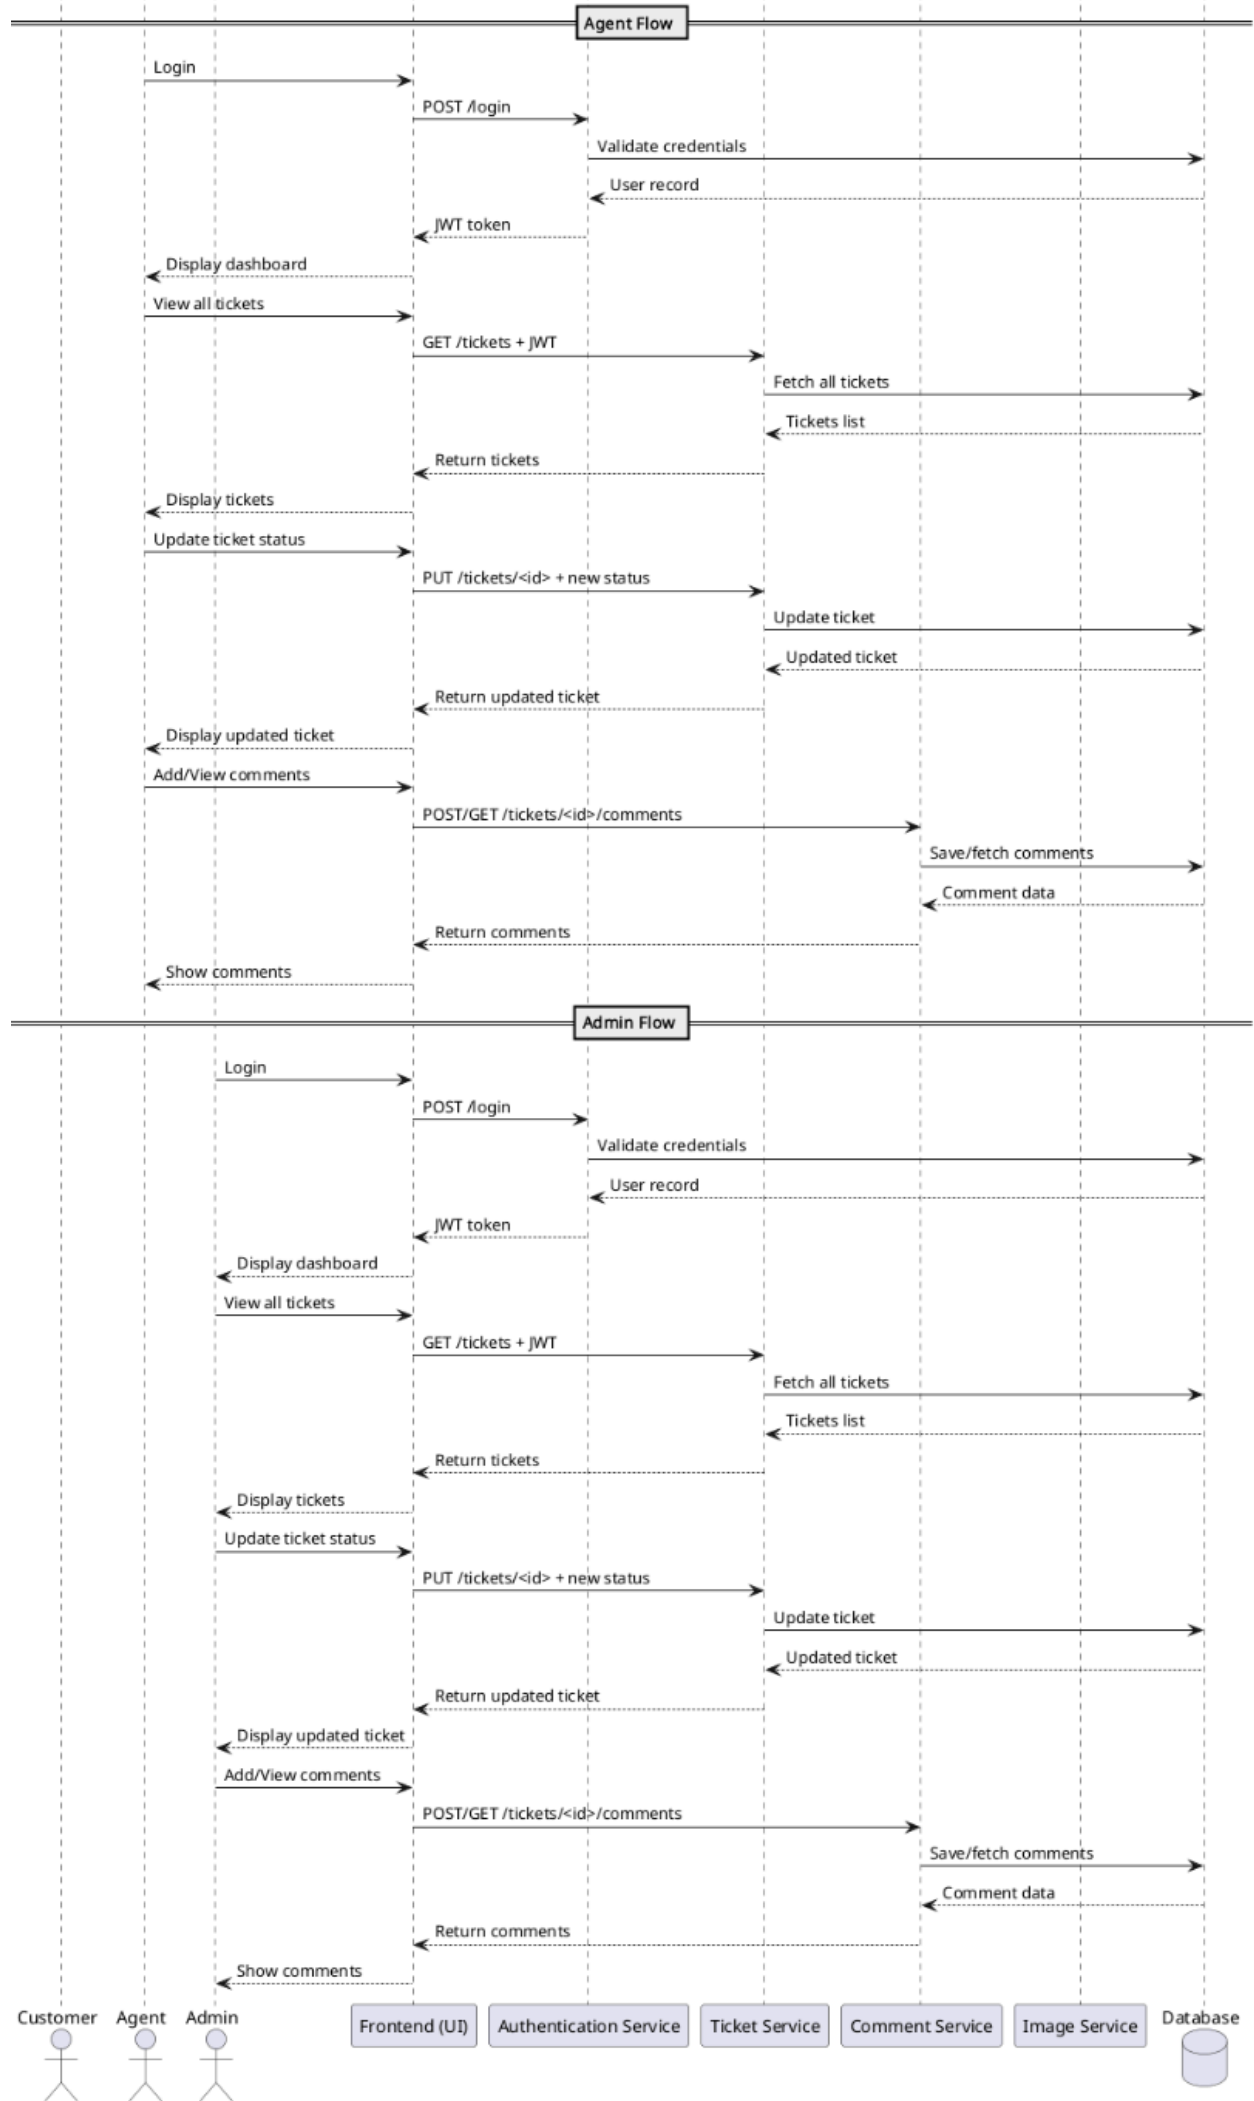 Agent Flow
Login
POST /login
Validate credentials
User record
JWT token
Display dashboard
View all tickets
GET /tickets + JWT
Fetch all tickets
Tickets list
Return tickets
Display tickets
Update ticket status
PUT /tickets/<id> + new status
Update ticket
Updated ticket
Return updated ticket
Display updated ticket
Add/View comments
POST/GET /tickets/<id>/comments
Save/fetch comments
Comment data
Return comments
Show comments
Admin Flow
Login
POST /login
Validate credentials
User record
JWT token
Display dashboard
View all tickets
GET /tickets + JWT
Fetch all tickets
Tickets list
Return tickets
Display tickets
Update ticket status
PUT /tickets/<id> + new status
Update ticket
Updated ticket
Return updated ticket
Display updated ticket
Add/View comments
POST/GET /tickets/<id>/comments
Save/fetch comments
Comment data
Return comments
Show comments
Customer
Agent
Admin
Frontend (UI)
Authentication Service
Ticket Service
Comment Service
Image Service
Database